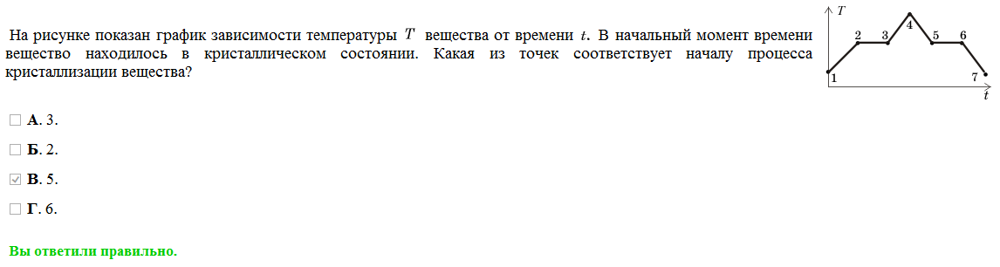 На рисунке показан график зависимости температуры T вещества от времени t. В начальный момент времени
вещество находилось в кристаллическом состоянии. Какая из точек соответствует началу процесса
кристаллизации вещества?
T
1
2
3
4
5
6
7
t
А. 3.
Б. 2.
В. 5.
Г. 6.
Вы ответили правильно.